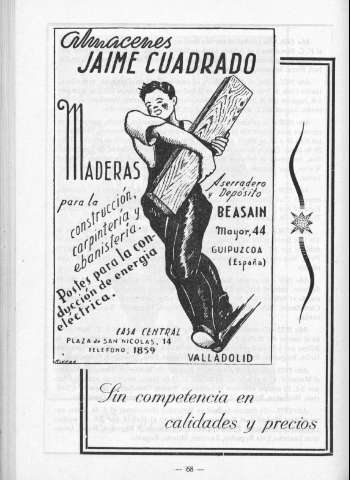 Almacenes
JAIME CUADRADO
MADERAS
para la
construcción,
carpintería y
ebanistería.
Postes para la con-
ducción de energía
eléctrica.
Aserradero
y Depósito
BEASAIN
Mayor, 44
GUIPUZCOA
(España)
CASA CENTRAL
PLAZA de SAN NICOLAS, 14
TELEFONO, 1859
VALLADOLID
Sin competencia en
calidades y precios
— 68 —